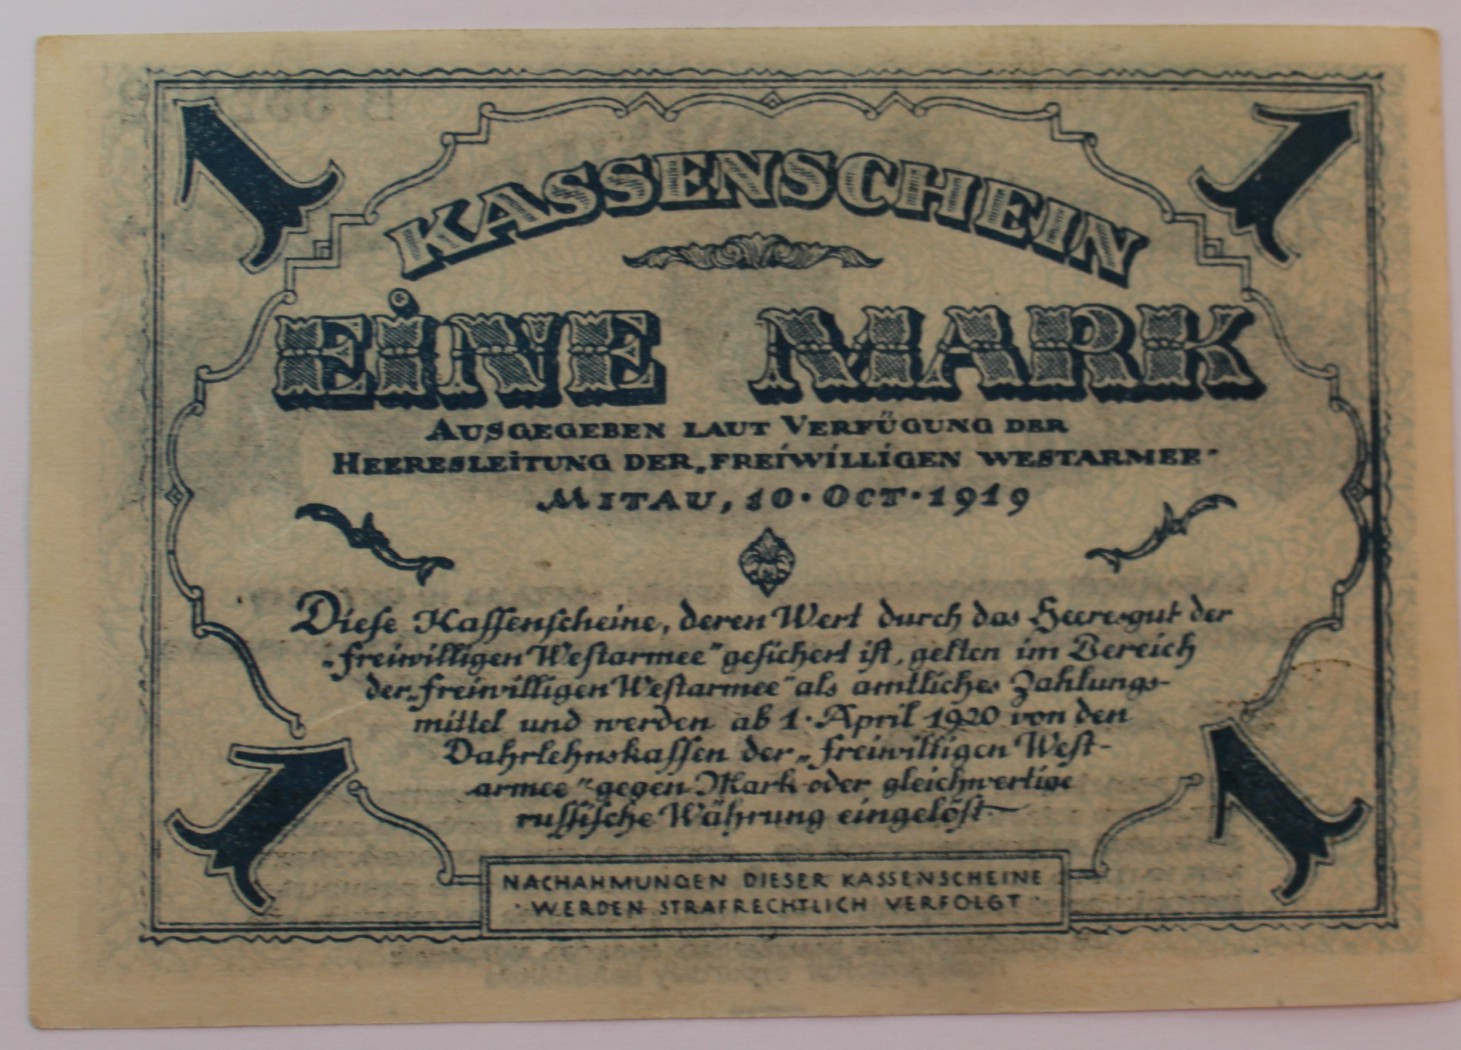 1 1
KASSENSCHEIN
EINE MARK
AUSGEGEBEN LAUT VERFÜGUNG DER
HEERESLEITUNG DER „FREIWILLIGEN WESTARMEE"
MITAU, 10 · OCT · 1919
Diese Kassenscheine, deren Wert durch das Heeresgut der
„freiwilligen Westarmee" gesichert ist, gelten im Bereich
der „freiwilligen Westarmee" als amtliches Zahlungs-
mittel und werden ab 1 · April 1920 von den
Dahrlehnskassen der „freiwilligen West-
armee" gegen Mark oder gleichwertige
russische Währung eingelöst
1 1
NACHAHMUNGEN DIESER KASSENSCHEINE
· WERDEN STRAFRECHTLICH VERFOLGT ·